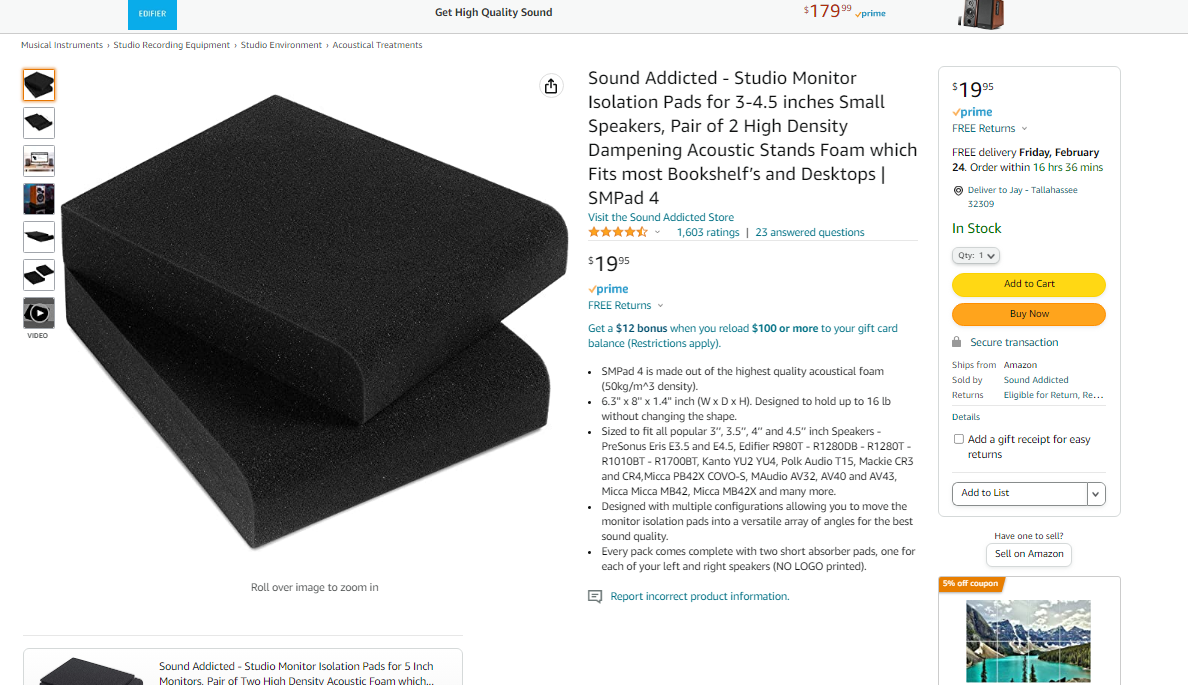 EDIFIER
Get High Quality Sound
$179.99 prime
Musical Instruments › Studio Recording Equipment › Studio Environment › Acoustical Treatments
VIDEO
Roll over image to zoom in
Sound Addicted - Studio Monitor
Isolation Pads for 3-4.5 inches Small
Speakers, Pair of 2 High Density
Dampening Acoustic Stands Foam which
Fits most Bookshelf’s and Desktops |
SMPad 4
Visit the Sound Addicted Store
1,603 ratings | 23 answered questions
$19.95
prime
FREE Returns
Get a $12 bonus when you reload $100 or more to your gift card
balance (Restrictions apply).
• SMPad 4 is made out of the highest quality acoustical foam
(50kg/m^3 density).
• 6.3" x 8" x 1.4" inch (W x D x H). Designed to hold up to 16 lb
without changing the shape.
• Sized to fit all popular 3’’, 3.5’’, 4’’ and 4.5’’ inch Speakers -
PreSonus Eris E3.5 and E4.5, Edifier R980T - R1280DB - R1280T -
R1010BT - R1700BT, Kanto YU2 YU4, Polk Audio T15, Mackie CR3
and CR4,Micca PB42X COVO-S, MAudio AV32, AV40 and AV43,
Micca Micca MB42, Micca MB42X and many more.
• Designed with multiple configurations allowing you to move the
monitor isolation pads into a versatile array of angles for the best
sound quality.
• Every pack comes complete with two short absorber pads, one for
each of your left and right speakers (NO LOGO printed).
Report incorrect product information.
$19.95
prime
FREE Returns
FREE delivery Friday, February
24. Order within 16 hrs 36 mins
Deliver to Jay - Tallahassee
32309
In Stock
Qty: 1
Add to Cart
Buy Now
Secure transaction
Ships from Amazon
Sold by Sound Addicted
Returns Eligible for Return, Re...
Details
Add a gift receipt for easy
returns
Add to List
Have one to sell?
Sell on Amazon
5% off coupon
Sound Addicted - Studio Monitor Isolation Pads for 5 Inch
Monitors, Pair of Two High Density Acoustic Foam which...